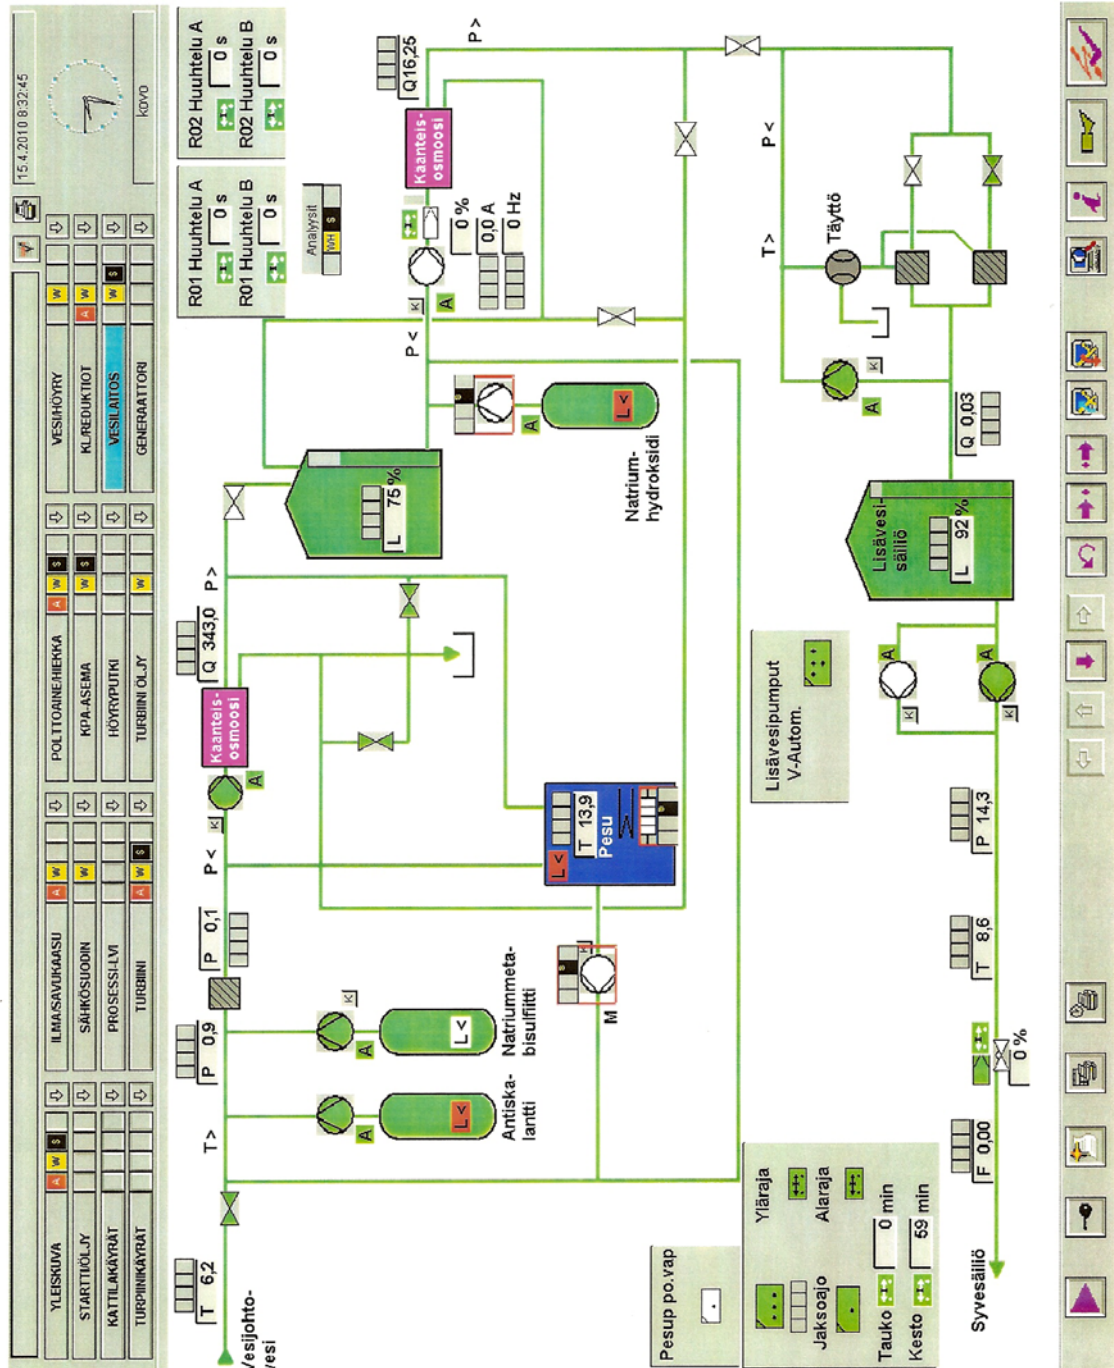 15.4.2010 8:32:45
YLEISKUVA
A W S
ILMA/SAVUKAASU
A W
POLTTOAINE/HIEKKA
A W S
VESI/HÖYRY
W
STARTTIÖLJY
SÄHKÖSUODIN
W
KPA-ASEMA
W S
KL/REDUKTIOT
A W
KATTILAKÄYRÄT
PROSESSI-LVI
HÖYRYPUTKI
VESILAITOS
W S
TURPIINIKÄYRÄT
TURBIINI
A W S
TURBIINI ÖLJY
W
GENERAATTORI
KOVO
R01 Huuhtelu A
0 s
R01 Huuhtelu B
0 s
R02 Huuhtelu A
0 s
R02 Huuhtelu B
0 s
Analyysit
WH S
T 6,2
Vesijohto-
vesi
T>
P 0,9
P 0,1
P<
K
A
Kaanteis-
osmoosi
Q 343,0
P>
L 75 %
P<
K
A
0 %
0,0 A
0 Hz
Kaanteis-
osmoosi
Q16,25
P>
A
L<
Antiska-
lantti
K
A
L<
Natriummeta-
bisulfiitti
S
K
M
L<
T 13,9
Pesu
S
S
A
L<
Natrium-
hydroksidi
Pesup po.vap
Jaksoajo
Yläraja
Alaraja
Tauko
0 min
Kesto
59 min
Lisävesipumput
V-Autom.
Syvesäiliö
F 0,00
0 %
T 8,6
P 14,3
K
A
K
A
Lisävesi-
säiliö
L 92 %
Q 0,03
K
A
T>
P<
Täyttö